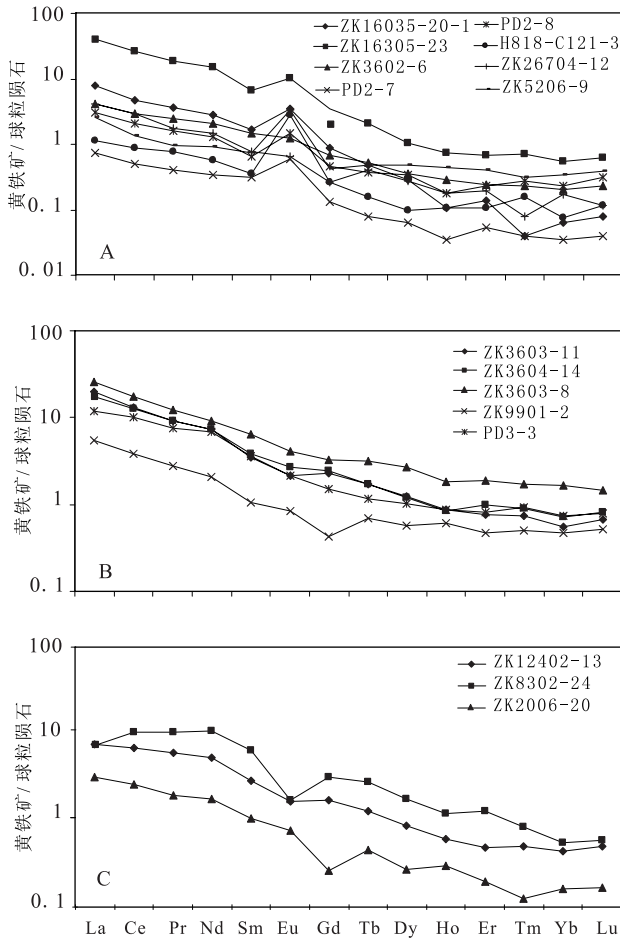 100
10
1
0.1
0.01
黄铁矿/球粒陨石
A
ZK16035-20-1
ZK16305-23
ZK3602-6
PD2-7
PD2-8
H818-C121-3
ZK26704-12
ZK5206-9
100
10
1
0.1
黄铁矿/球粒陨石
B
ZK3603-11
ZK3604-14
ZK3603-8
ZK9901-2
PD3-3
100
10
1
0.1
黄铁矿/球粒陨石
C
ZK12402-13
ZK8302-24
ZK2006-20
La Ce Pr Nd Sm Eu Gd Tb Dy Ho Er Tm Yb Lu